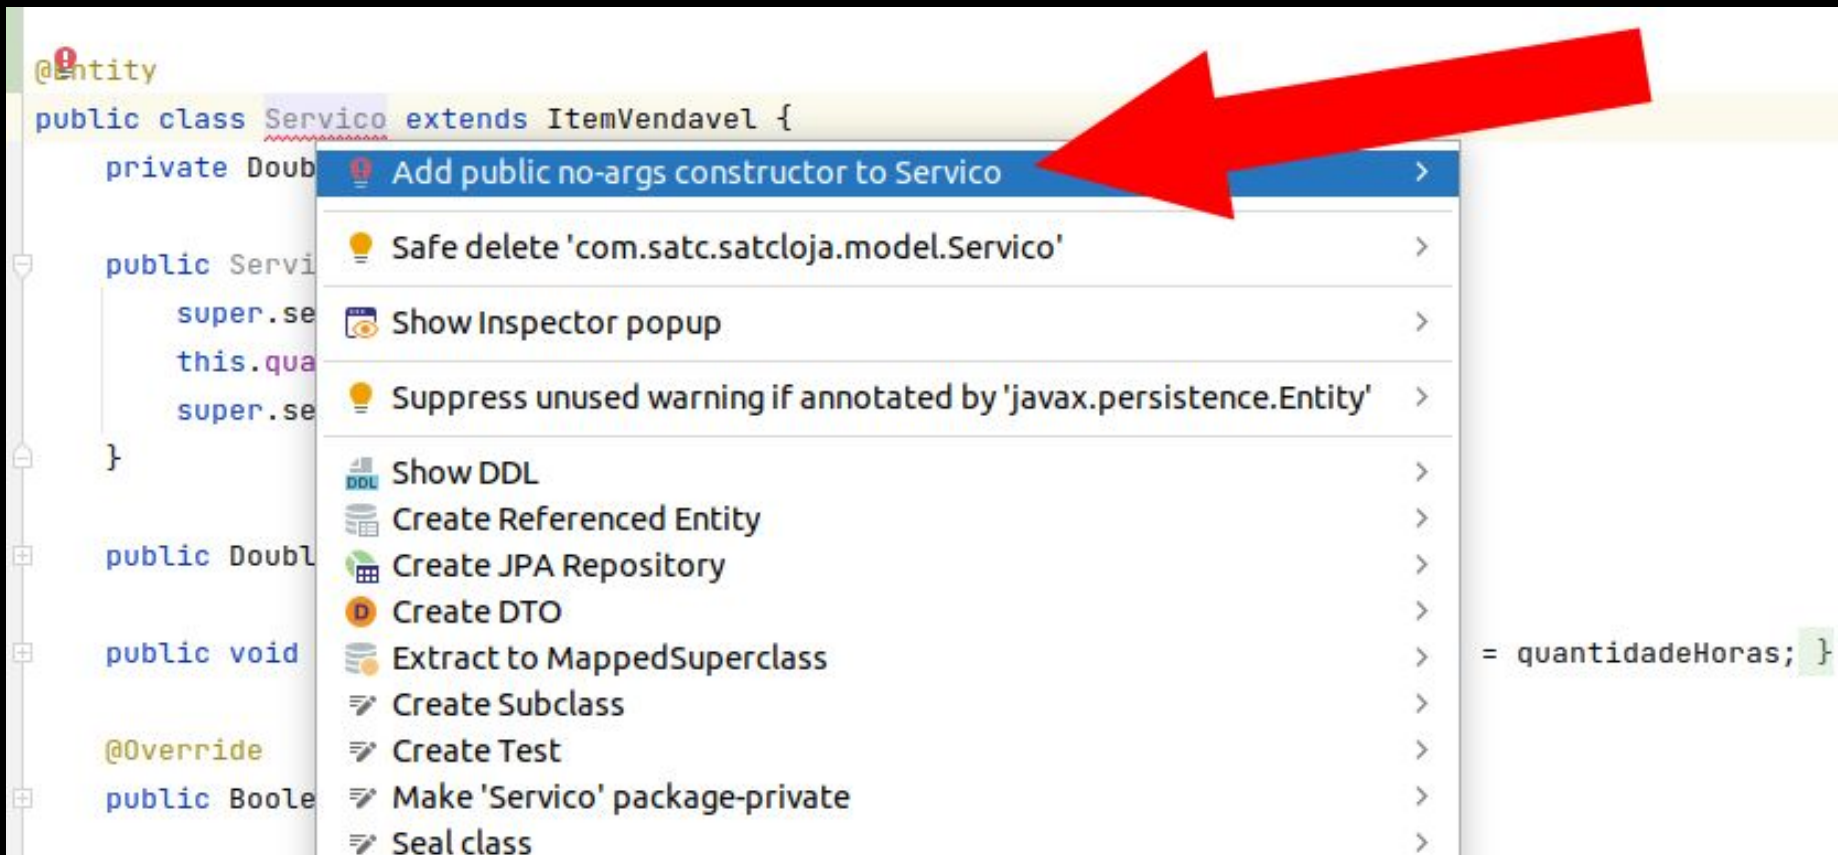 @Entity
public class Servico extends ItemVendavel {
private Doub
Add public no-args constructor to Servico
Safe delete 'com.satc.satcloja.model.Servico'
public Servi
super.se
Show Inspector popup
this.qua
Suppress unused warning if annotated by 'javax.persistence.Entity'
super.se
}
Show DDL
DDL
Create Referenced Entity
public Doubl
Create JPA Repository
D
Create DTO
public void
Extract to MappedSuperclass
= quantidadeHoras; }
Create Subclass
@Override
Create Test
public Boole
Make 'Servico' package-private
Seal class